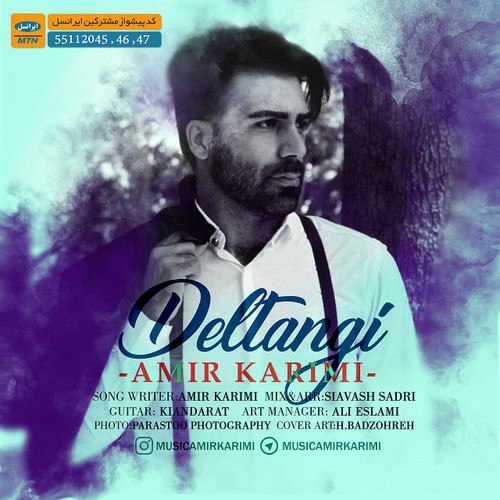 ایرانسل
MTN
کد پیشواز مشترکین ایرانسل
55112045 , 46 , 47
Deltangi
-AMIR KARIMI-
SONG WRITER:AMIR KARIMI MIX&ARR:SIAVASH SADRI
GUITAR: KIANDARAT ART MANAGER: ALI ESLAMI
PHOTO:PARASTOO PHOTOGRAPHY COVER ART:H.BADZOHREH
MUSICAMIRKARIMI MUSICAMIRKARIMI